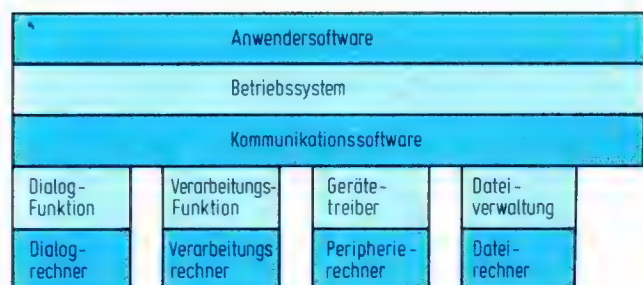 Anwendersoftware
Betriebssystem
Kommunikationssoftware
Dialog-
Funktion
Verarbeitungs-
Funktion
Geräte-
treiber
Datei-
verwaltung
Dialog-
rechner
Verarbeitungs
rechner
Peripherie-
rechner
Datei-
rechner